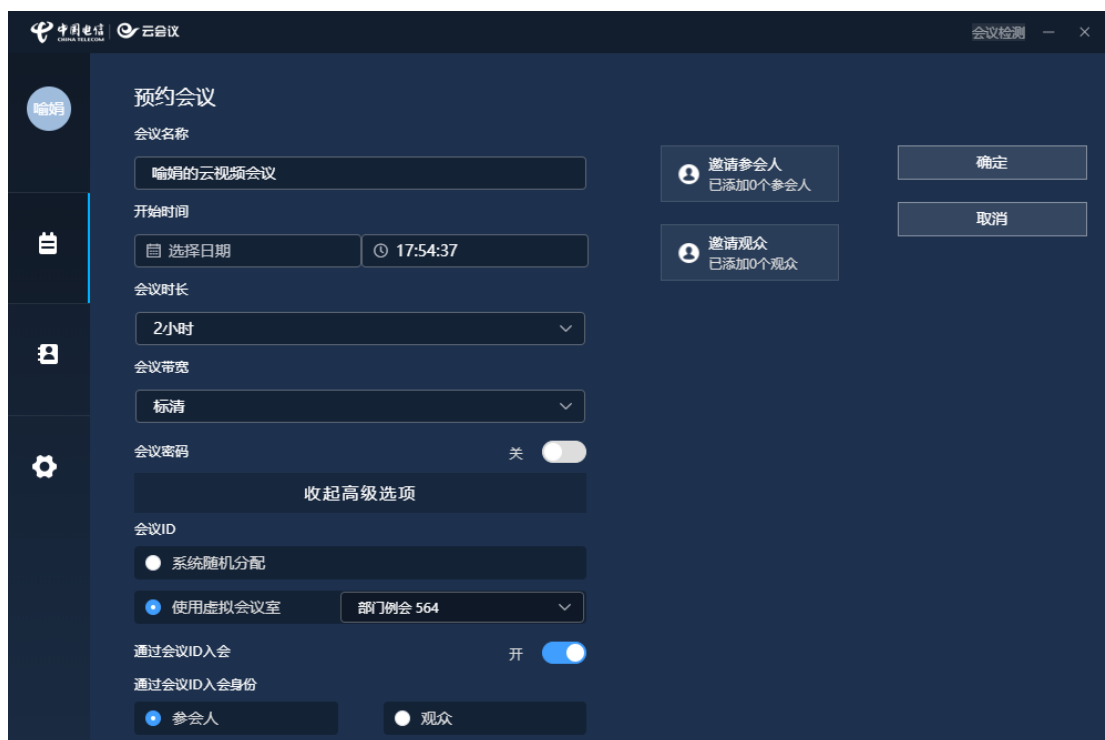 中国电信 云会议
CHINA TELECOM
会议检测
喻娟
预约会议
会议名称
喻娟的云视频会议
开始时间
选择日期 17:54:37
会议时长
2小时
会议带宽
标清
会议密码 关
收起高级选项
会议ID
系统随机分配
使用虚拟会议室 部门例会 564
通过会议ID入会 开
通过会议ID入会身份
参会人 观众
邀请参会人
已添加0个参会人
邀请观众
已添加0个观众
确定
取消